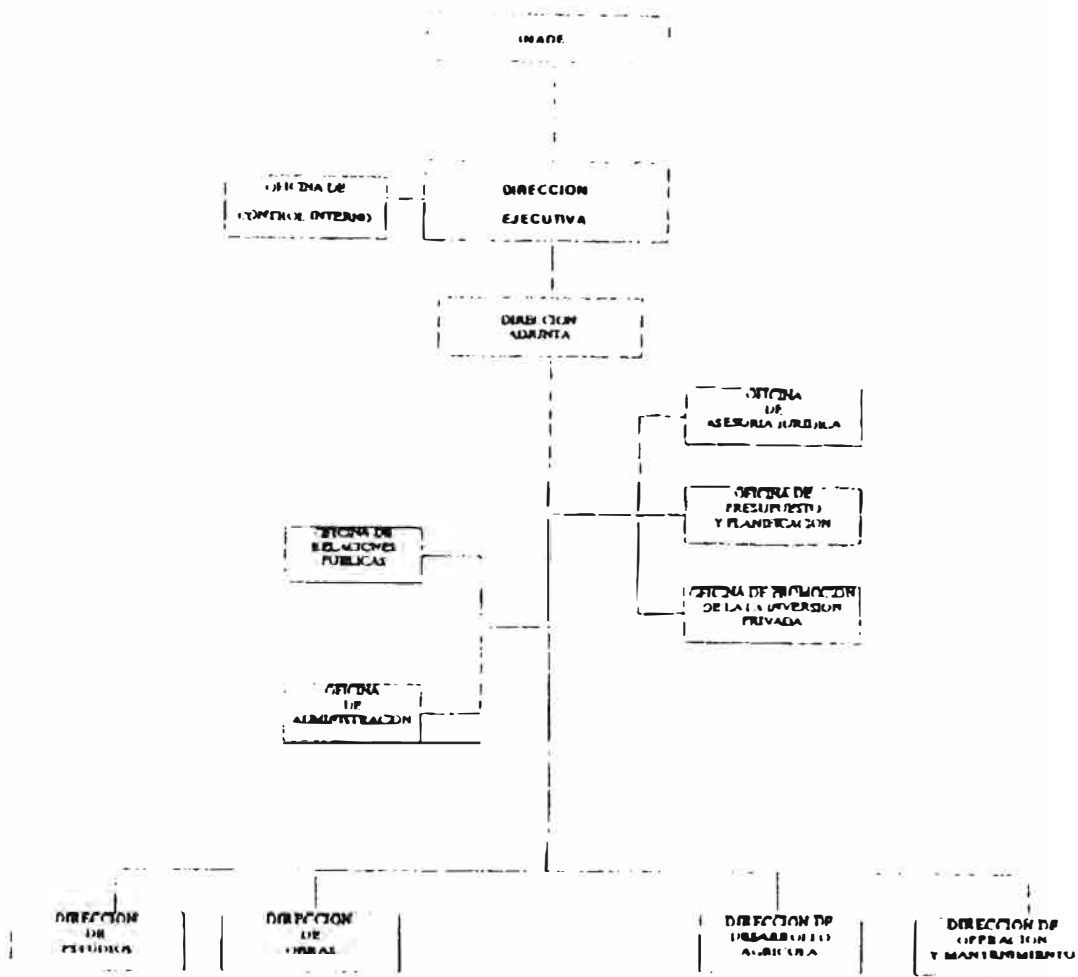 INADE
OFICINA DE
CONTROL INTERNO
DIRECCION
EJECUTIVA
DIRECCION
ADJUNTA
OFICINA
DE
ASESORIA JURIDICA
OFICINA DE
PRESUPUESTO
Y PLANIFICACION
OFICINA DE
RELACIONES
PUBLICAS
OFICINA DE PROMOCION
DE LA LA INVERSION
PRIVADA
OFICINA
DE
ADMINISTRACION
DIRECCION
DE
ESTUDIOS
DIRECCION
DE
OBRAS
DIRECCION DE
DESARROLLO
AGRICOLA
DIRECCION DE
OPERACION
Y MANTENIMIENTO